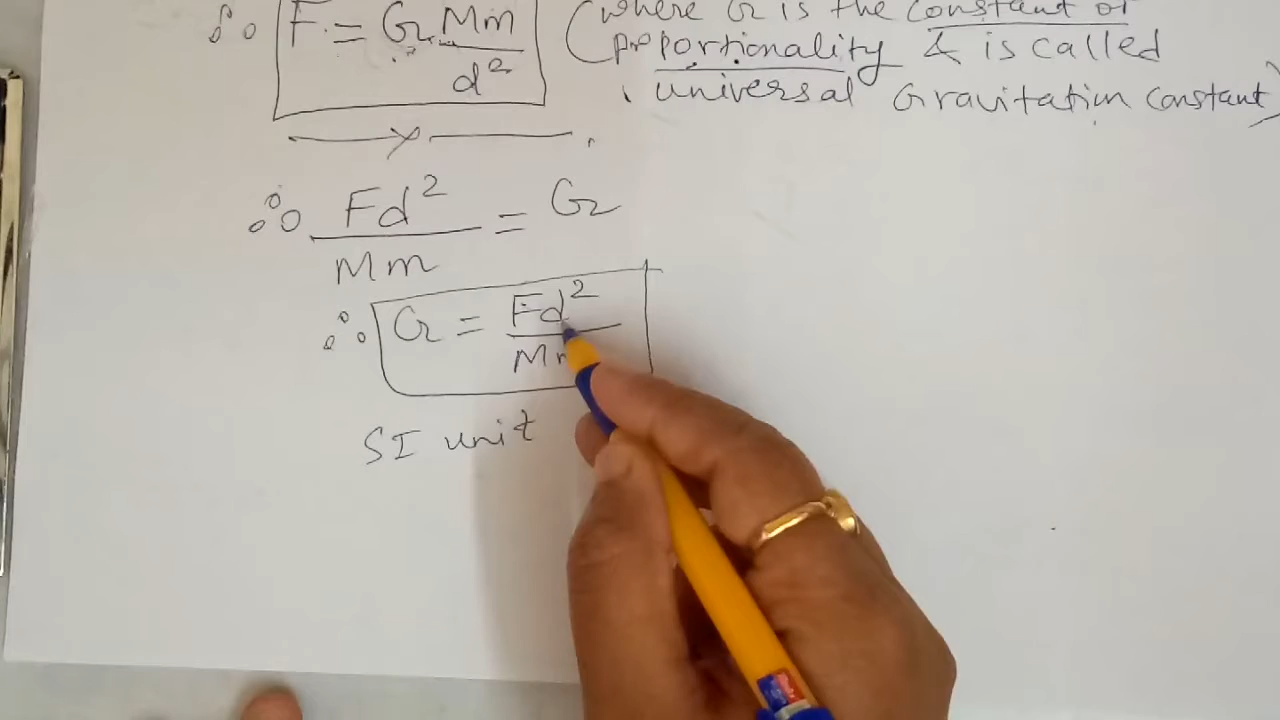 ∴ F = G Mm / d²
(where G is the constant of
proportionality & is called
universal Gravitation constant)
∴ Fd² / Mm = G
∴ G = Fd² / Mm
SI unit